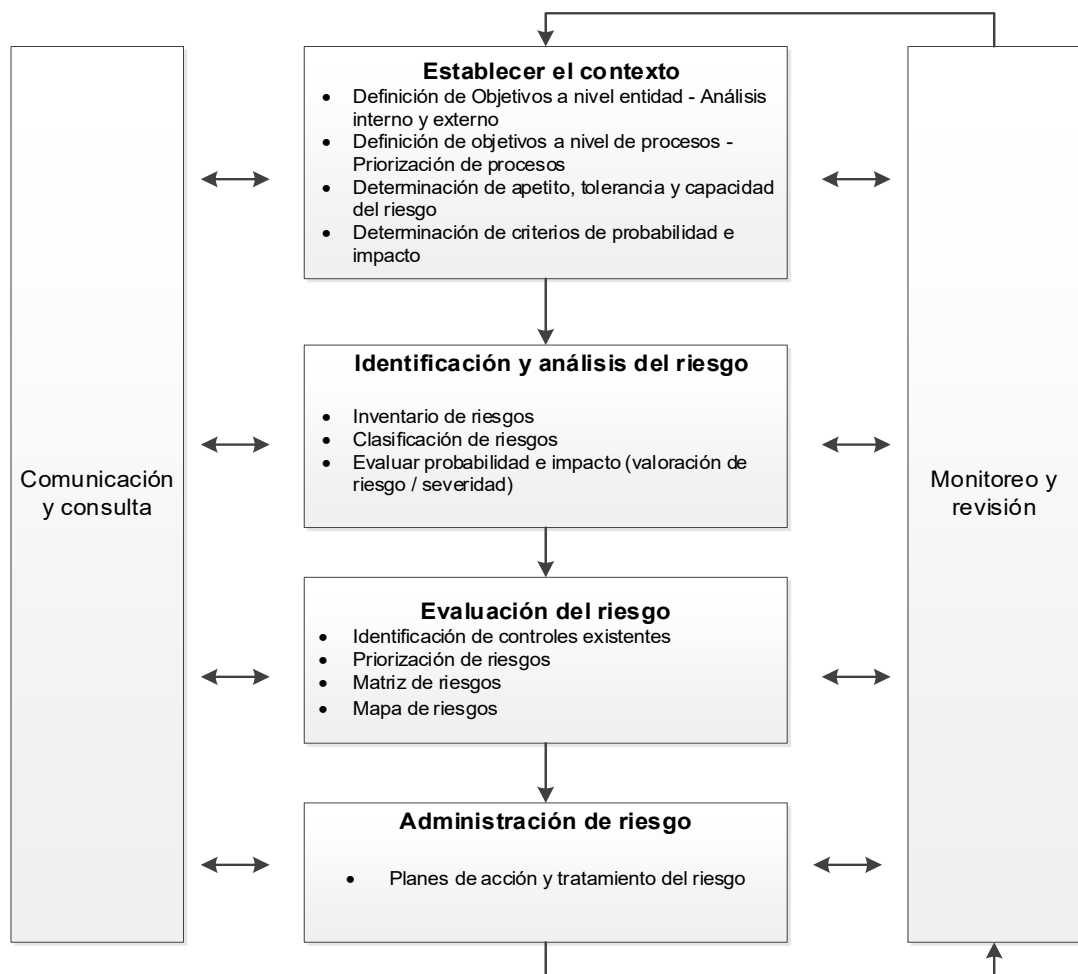 Establecer el contexto
• Definición de Objetivos a nivel entidad - Análisis
interno y externo
• Definición de objetivos a nivel de procesos -
Priorización de procesos
• Determinación de apetito, tolerancia y capacidad
del riesgo
• Determinación de criterios de probabilidad e
impacto
Identificación y análisis del riesgo
• Inventario de riesgos
• Clasificación de riesgos
• Evaluar probabilidad e impacto (valoración de
riesgo / severidad)
Comunicación
y consulta
Monitoreo y
revisión
Evaluación del riesgo
• Identificación de controles existentes
• Priorización de riesgos
• Matriz de riesgos
• Mapa de riesgos
Administración de riesgo
• Planes de acción y tratamiento del riesgo